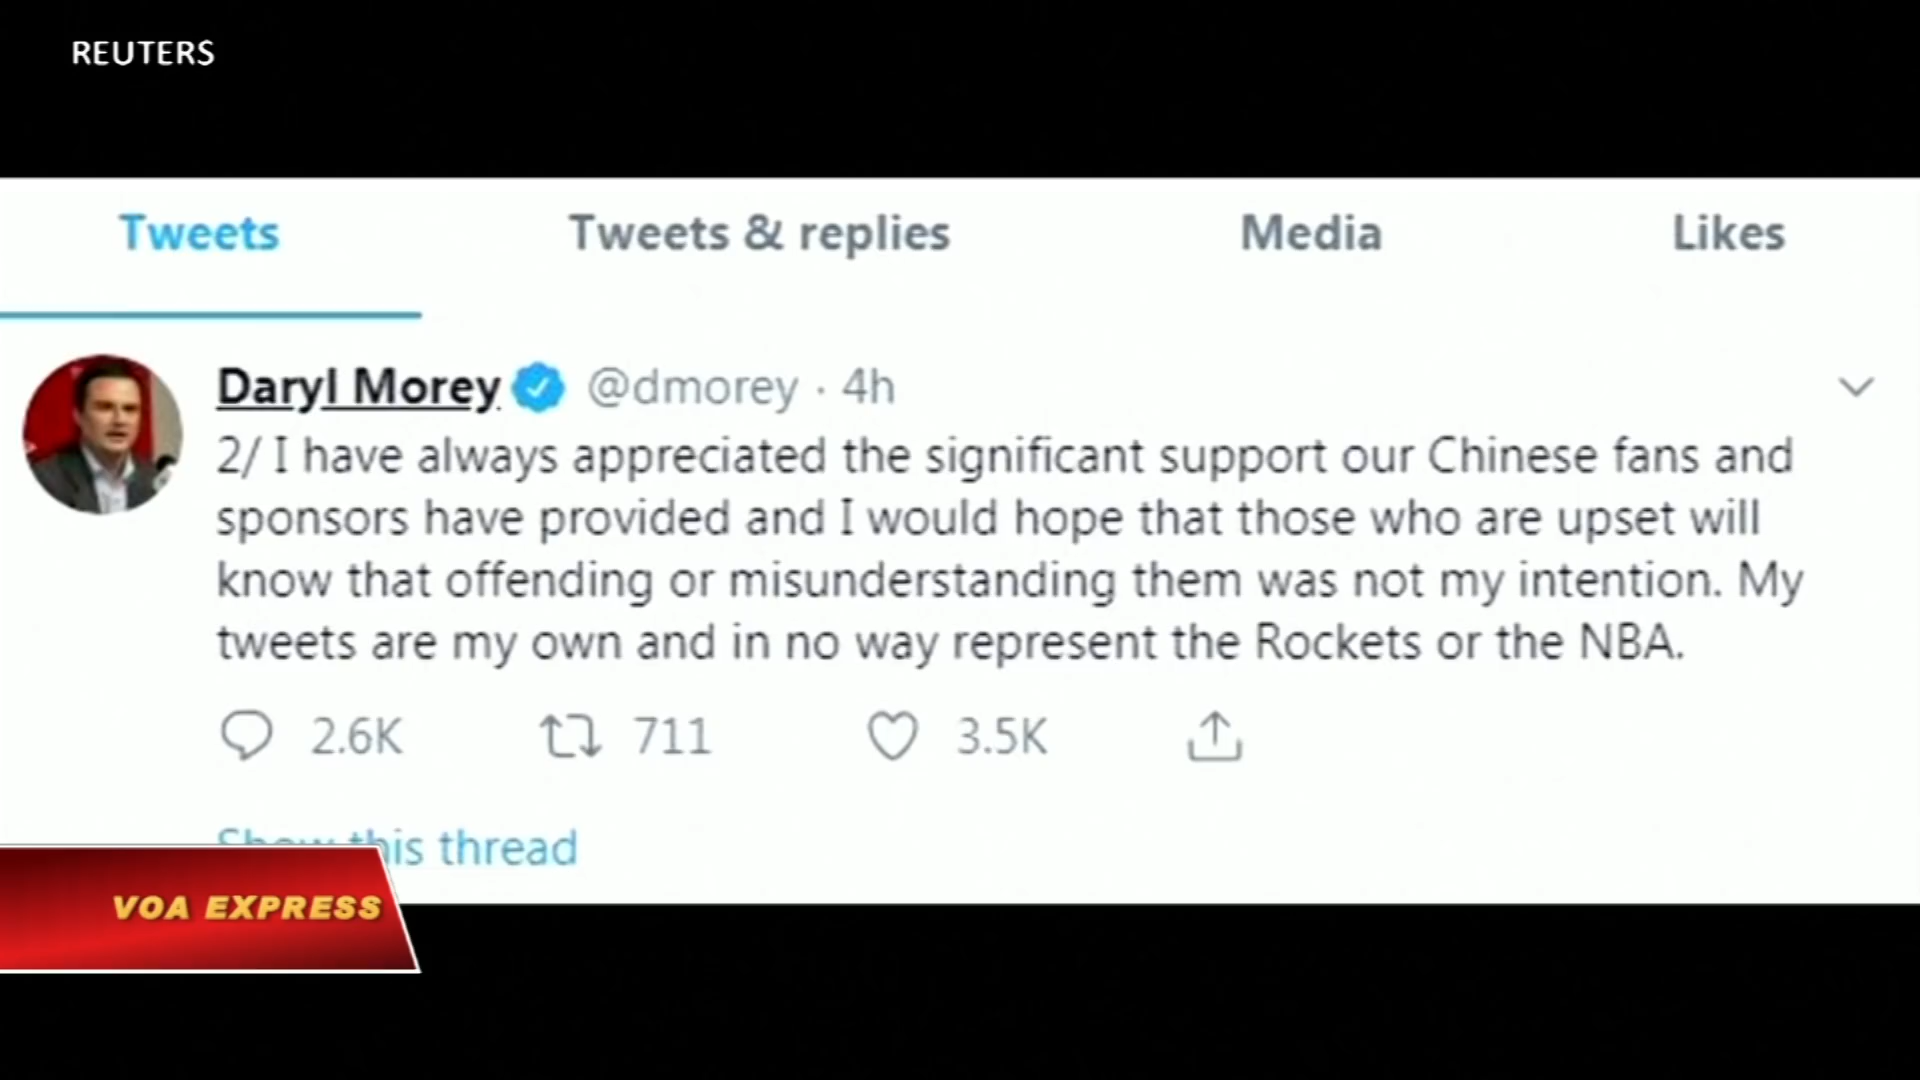 REUTERS
Tweets Tweets & replies Media Likes
Daryl Morey @dmorey · 4h
2/ I have always appreciated the significant support our Chinese fans and
sponsors have provided and I would hope that those who are upset will
know that offending or misunderstanding them was not my intention. My
tweets are my own and in no way represent the Rockets or the NBA.
2.6K 711 3.5K
Show this thread
VOA EXPRESS